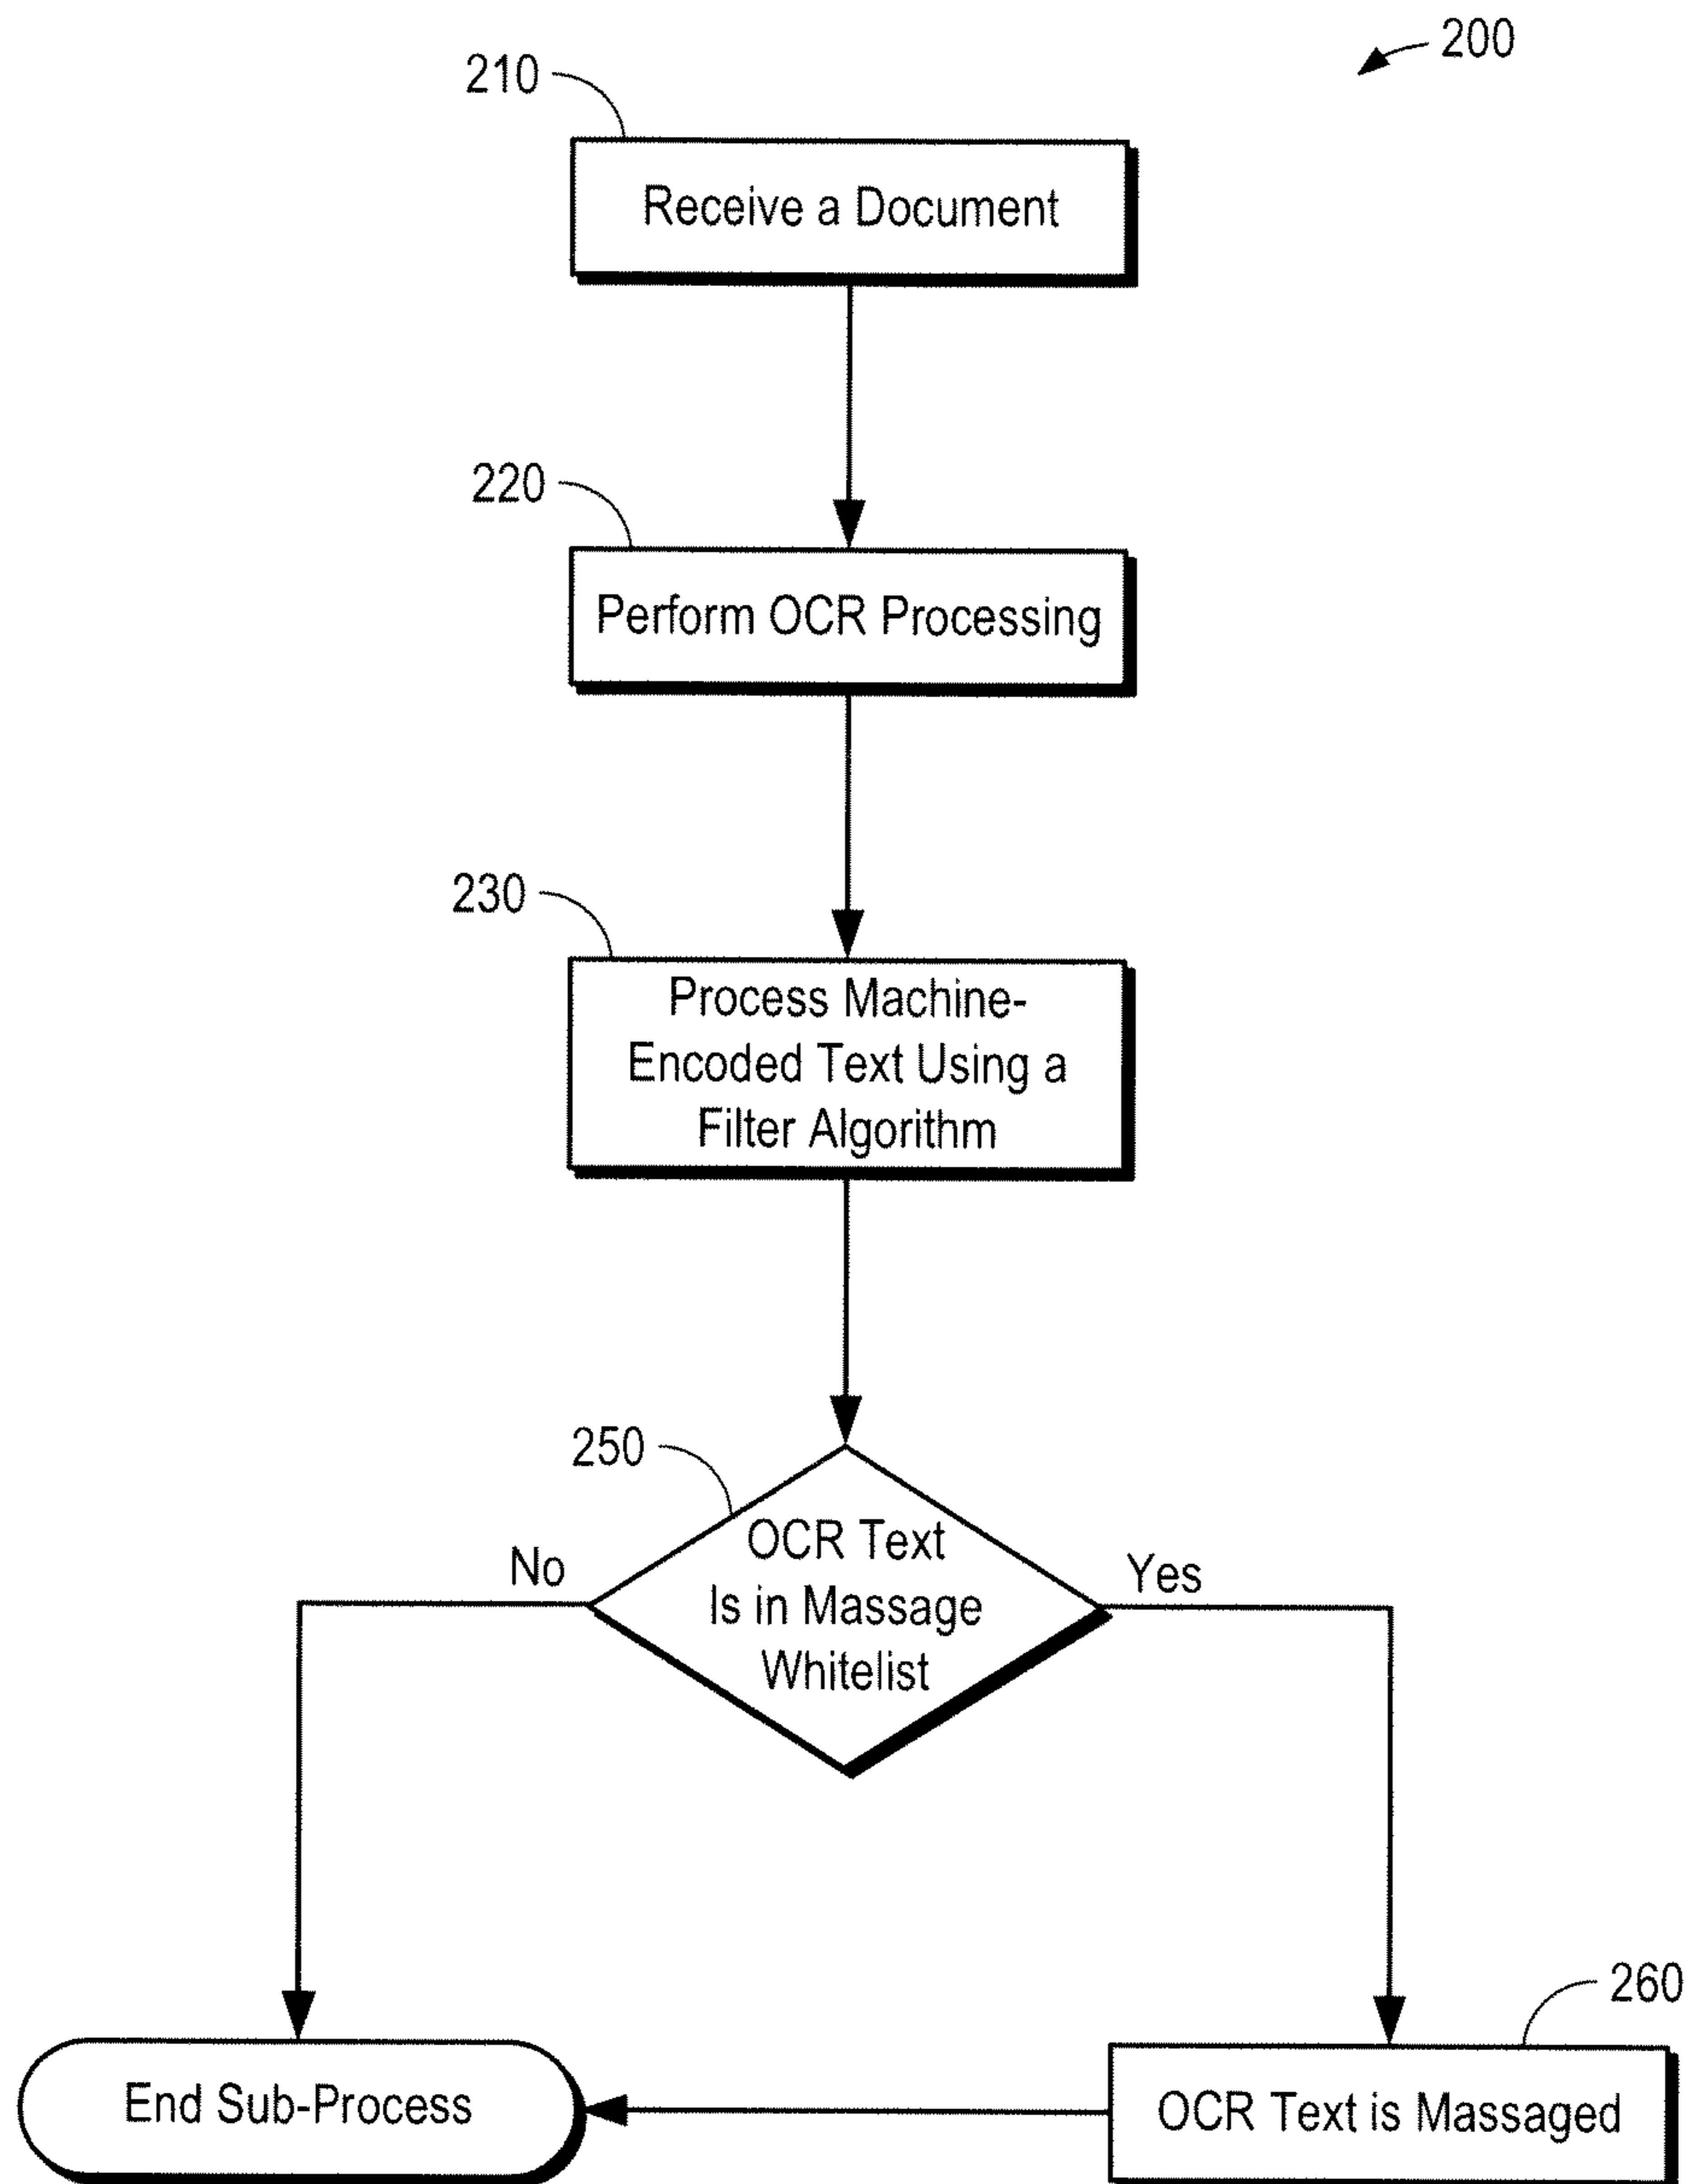 200
210
Receive a Document
220
Perform OCR Processing
230
Process Machine-
Encoded Text Using a
Filter Algorithm
250
OCR Text
Is in Massage
Whitelist
No
Yes
260
End Sub-Process
OCR Text is Massaged